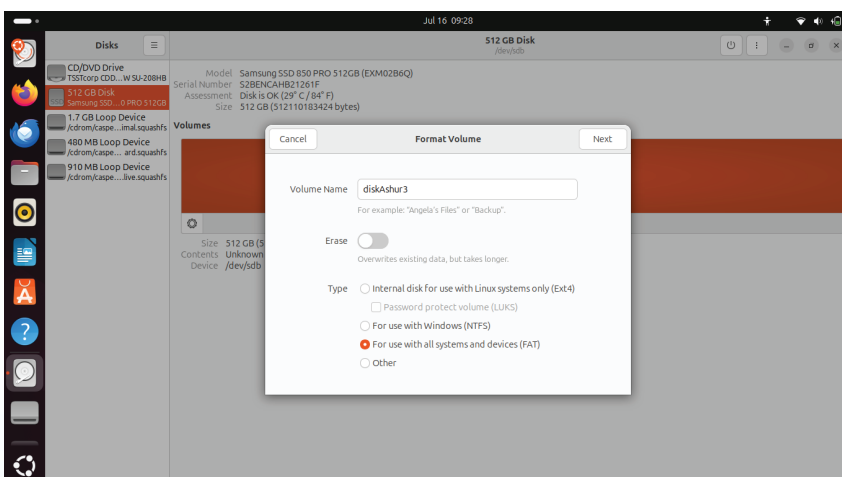 Jul 16 09:28
Disks
512 GB Disk
/dev/sdb
CD/DVD Drive
TSSTcorp CDD...W SU-208HB
512 GB Disk
Samsung SSD...0 PRO 512GB
1.7 GB Loop Device
/cdrom/caspe...imal.squashfs
480 MB Loop Device
/cdrom/caspe... ard.squashfs
910 MB Loop Device
/cdrom/caspe....live.squashfs
Model Samsung SSD 850 PRO 512GB (EXM02B6Q)
Serial Number S2BENCAHB21261F
Assessment Disk is OK (29° C / 84° F)
Size 512 GB (512110183424 bytes)
Volumes
Size 512 GB (5
Contents Unknown
Device /dev/sdb
Cancel
Format Volume
Next
Volume Name diskAshur3
For example: "Angela's Files" or "Backup".
Erase
Overwrites existing data, but takes longer.
Type Internal disk for use with Linux systems only (Ext4)
Password protect volume (LUKS)
For use with Windows (NTFS)
For use with all systems and devices (FAT)
Other